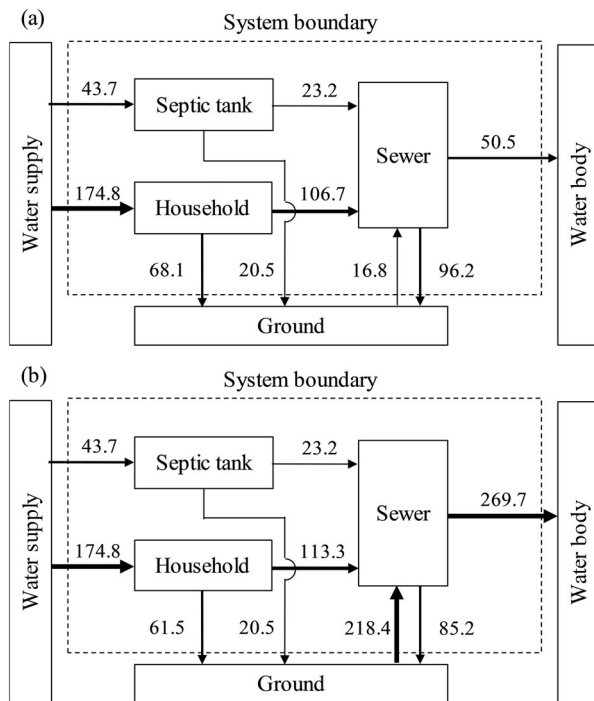 (a)
System boundary
Water supply
43.7
Septic tank
23.2
Sewer
50.5
Water body
174.8
Household
106.7
68.1
20.5
16.8
96.2
Ground
(b)
System boundary
Water supply
43.7
Septic tank
23.2
Sewer
269.7
Water body
174.8
Household
113.3
61.5
20.5
218.4
85.2
Ground